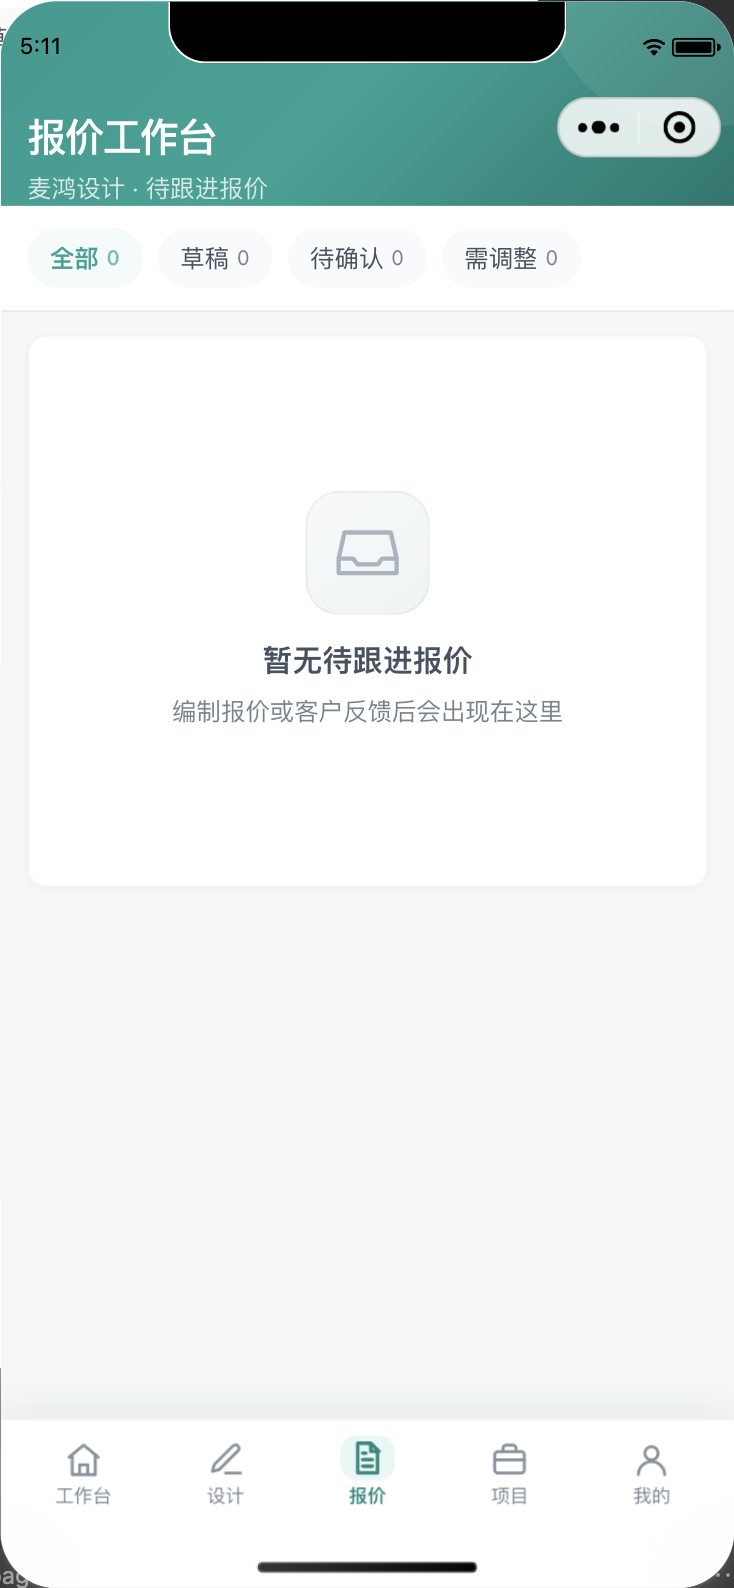 5:11
报价工作台
麦鸿设计 · 待跟进报价
全部 0 草稿 0 待确认 0 需调整 0
暂无待跟进报价
编制报价或客户反馈后会出现在这里
工作台 设计 报价 项目 我的